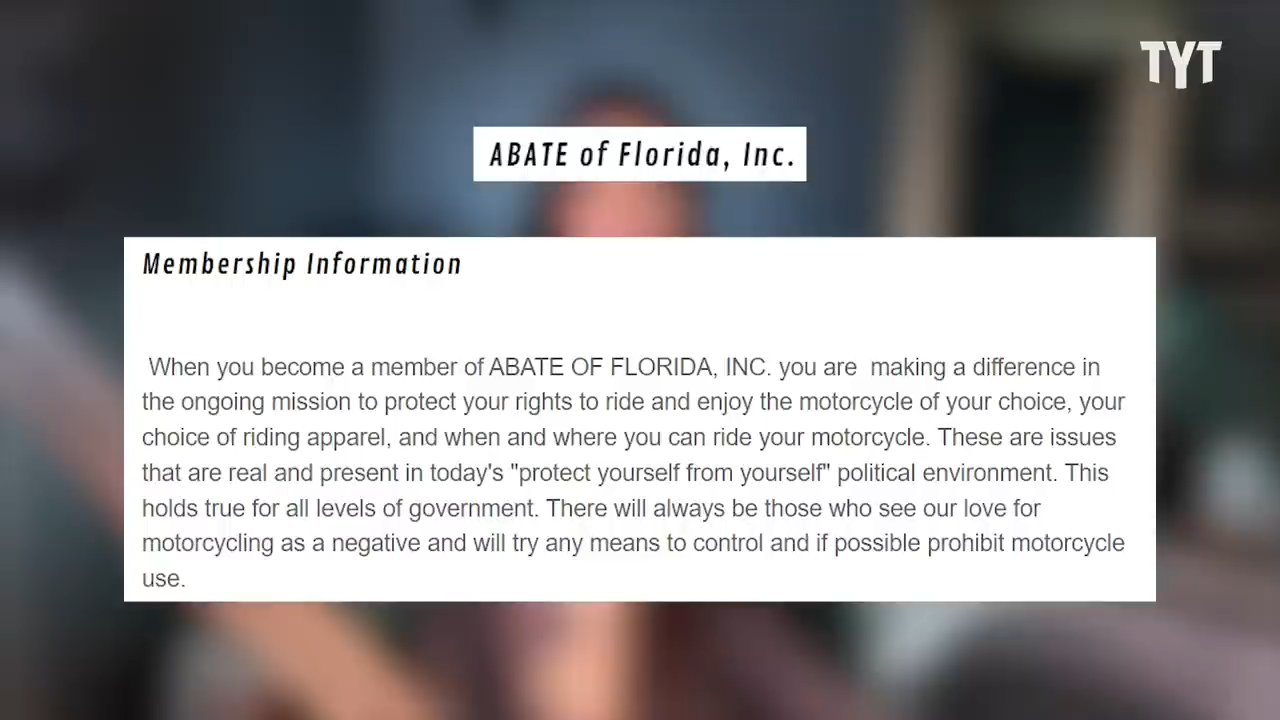 TYT
ABATE of Florida, Inc.
Membership Information
When you become a member of ABATE OF FLORIDA, INC. you are making a difference in
the ongoing mission to protect your rights to ride and enjoy the motorcycle of your choice, your
choice of riding apparel, and when and where you can ride your motorcycle. These are issues
that are real and present in today's "protect yourself from yourself" political environment. This
holds true for all levels of government. There will always be those who see our love for
motorcycling as a negative and will try any means to control and if possible prohibit motorcycle
use.